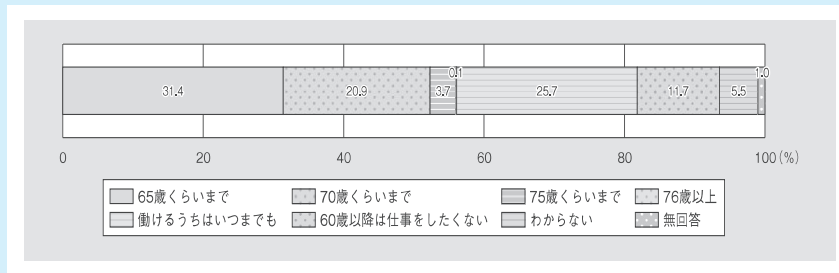 0.1 1.0
31.4 20.9 3.7 25.7 11.7 5.5
0 20 40 60 80 100(%)
65歳くらいまで 70歳くらいまで 75歳くらいまで 76歳以上
働けるうちはいつまでも 60歳以降は仕事をしたくない わからない 無回答